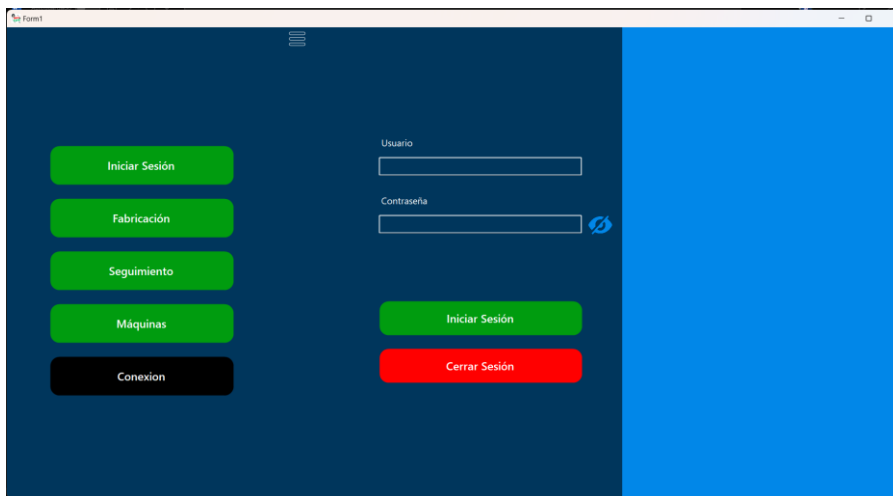 Form1
Iniciar Sesión
Fabricación
Seguimiento
Máquinas
Conexion
Usuario
Contraseña
Iniciar Sesión
Cerrar Sesión